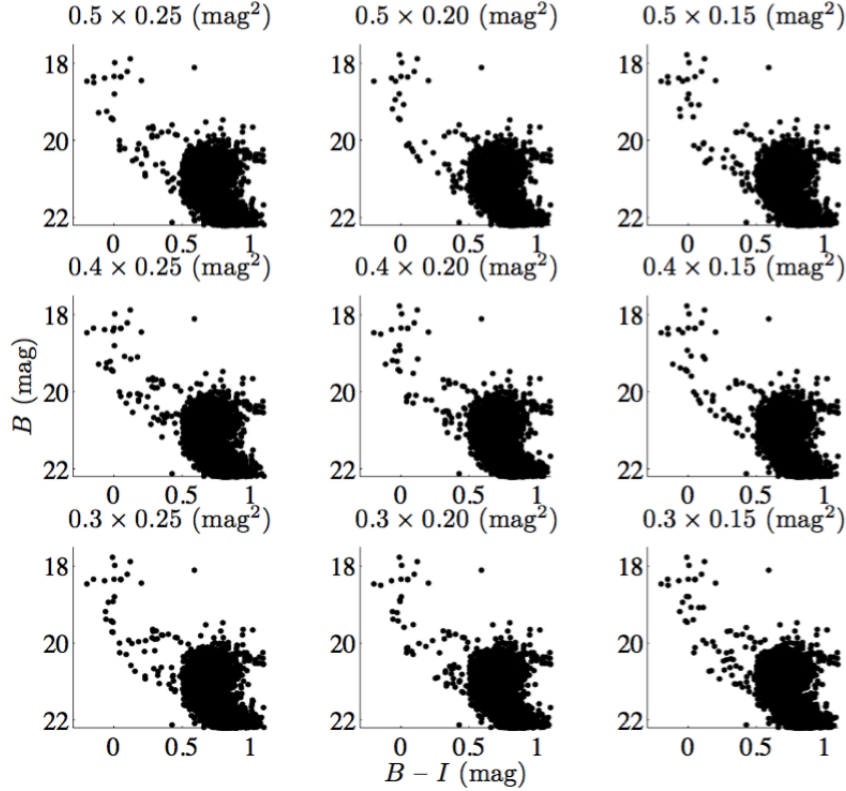 0.5 × 0.25 (mag²) 0.5 × 0.20 (mag²) 0.5 × 0.15 (mag²)
18 18 18
20 20 20
22 22 22
0 0.5 1 0 0.5 1 0 0.5 1
0.4 × 0.25 (mag²) 0.4 × 0.20 (mag²) 0.4 × 0.15 (mag²)
18 18 18
B (mag)
20 20 20
22 22 22
0 0.5 1 0 0.5 1 0 0.5 1
0.3 × 0.25 (mag²) 0.3 × 0.20 (mag²) 0.3 × 0.15 (mag²)
18 18 18
20 20 20
22 22 22
0 0.5 1 0 0.5 1 0 0.5 1
B – I (mag)